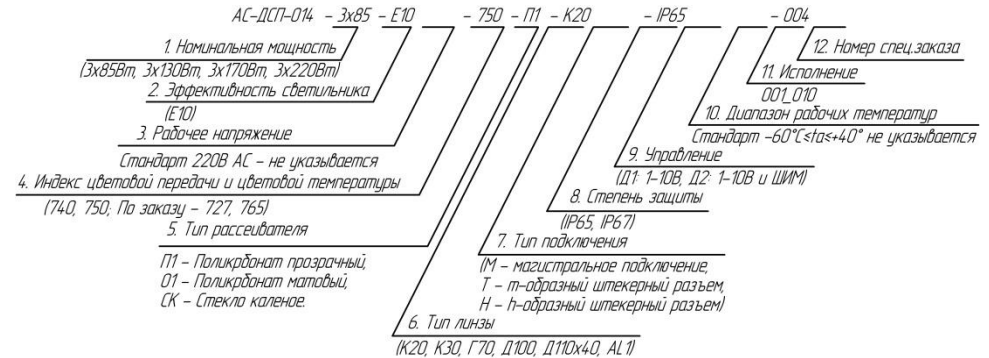 АС-ДСП-014 - 3х85 - Е10 - 750 - П1 - К20 - IP65 - 004
1. Номинальная мощность
(3х85Вт, 3х130Вт, 3х170Вт, 3х220Вт)
2. Эффективность светильника
(Е10)
3. Рабочее напряжение
Стандарт 220В АС - не указывается
4. Индекс цветовой передачи и цветовой температуры
(740, 750; По заказу - 727, 765)
5. Тип рассеивателя
П1 - Поликрбонат прозрачный,
О1 - Поликрбонат матовый,
СК - Стекло каленое.
6. Тип линзы
(К20, К30, Г70, Д100, Д110х40, AL1)
7. Тип подключения
(М - магистральное подключение,
Т - т-образный штекерный разъем,
Н - h-образный штекерный разъем)
8. Степень защиты
(IP65, IP67)
9. Управление
(Д1: 1-10В, Д2: 1-10В и ШИМ)
10. Диапазон рабочих температур
Стандарт -60°С≤ta≤+40° не указывается
11. Исполнение
001_010
12. Номер спец.заказа